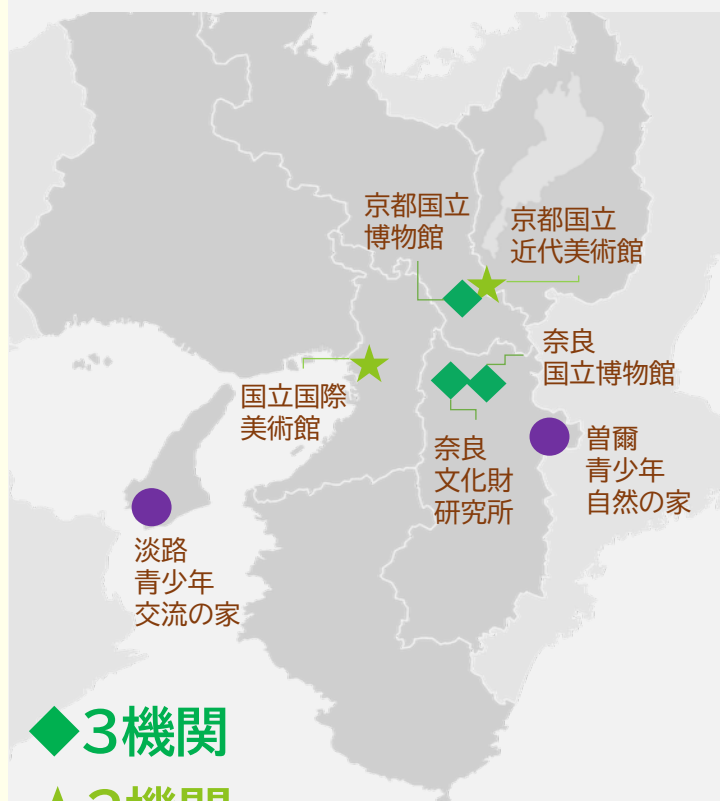 京都国立
博物館
京都国立
近代美術館
奈良
国立博物館
国立国際
美術館
奈良
文化財
研究所
曽爾
青少年
自然の家
淡路
青少年
交流の家
◆3機関